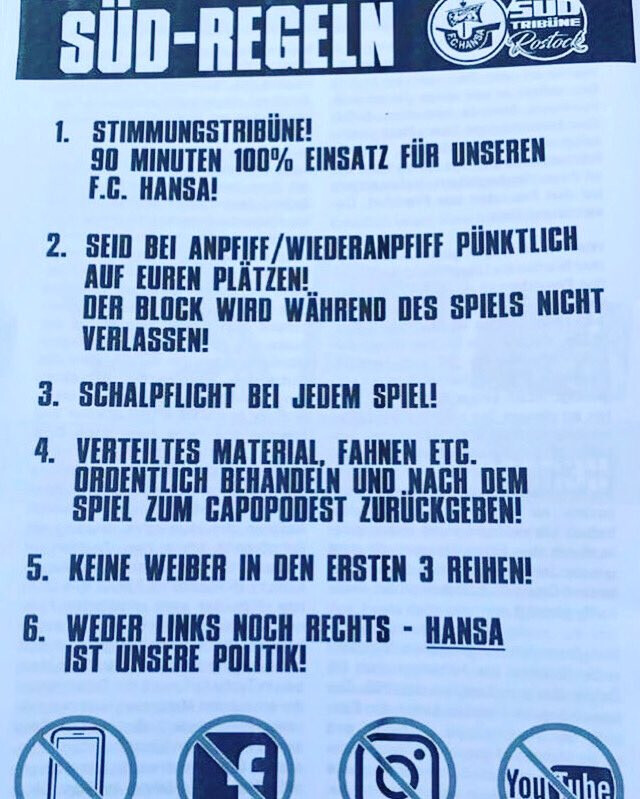 SÜD-REGELN
F.C. HANSA
SÜD
TRIBÜNE
Rostock
1. STIMMUNGSTRIBÜNE!
90 MINUTEN 100% EINSATZ FÜR UNSEREN
F.C. HANSA!
2. SEID BEI ANPFIFF/WIEDERANPFIFF PÜNKTLICH
AUF EUREN PLÄTZEN!
DER BLOCK WIRD WÄHREND DES SPIELS NICHT
VERLASSEN!
3. SCHALPFLICHT BEI JEDEM SPIEL!
4. VERTEILTES MATERIAL, FAHNEN ETC.
ORDENTLICH BEHANDELN UND NACH DEM
SPIEL ZUM CAPOPODEST ZURÜCKGEBEN!
5. KEINE WEIBER IN DEN ERSTEN 3 REIHEN!
6. WEDER LINKS NOCH RECHTS - HANSA
IST UNSERE POLITIK!
f
YouTube